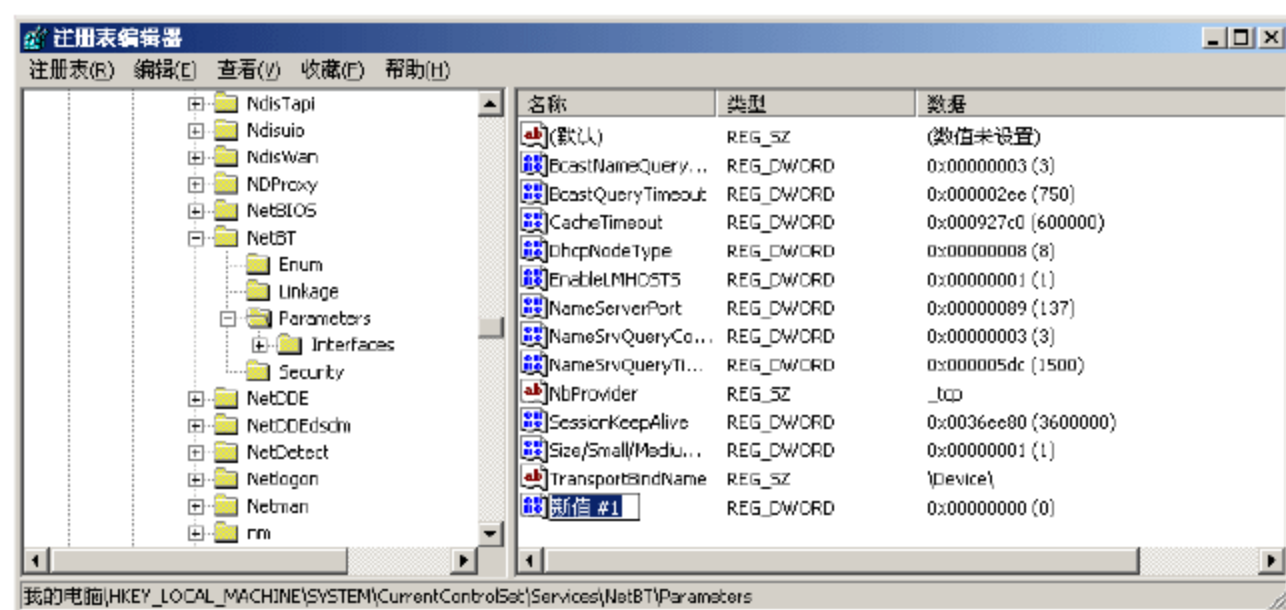 注册表编辑器
注册表(R) 编辑(E) 查看(V) 收藏(F) 帮助(H)
NdisTapi
Ndisuio
NdisWan
NDProxy
NetBIOS
NetBT
Enum
Linkage
Parameters
Interfaces
Security
NetDDE
NetDDEdsdm
NetDetect
Netlogon
Netman
nm
名称 类型 数据
(默认) REG_SZ (数值未设置)
BcastNameQuery... REG_DWORD 0x00000003 (3)
BcastQueryTimeout REG_DWORD 0x000002ee (750)
CacheTimeout REG_DWORD 0x000927c0 (600000)
DhcpNodeType REG_DWORD 0x00000008 (8)
EnableLMHOSTS REG_DWORD 0x00000001 (1)
NameServerPort REG_DWORD 0x00000089 (137)
NameSrvQueryCo... REG_DWORD 0x00000003 (3)
NameSrvQueryTi... REG_DWORD 0x000005dc (1500)
NbProvider REG_SZ _tcp
SessionKeepAlive REG_DWORD 0x0036ee80 (3600000)
Size/Small/Mediu... REG_DWORD 0x00000001 (1)
TransportBindName REG_SZ \Device\
新值 #1 REG_DWORD 0x00000000 (0)
我的电脑\HKEY_LOCAL_MACHINE\SYSTEM\CurrentControlSet\Services\NetBT\Parameters